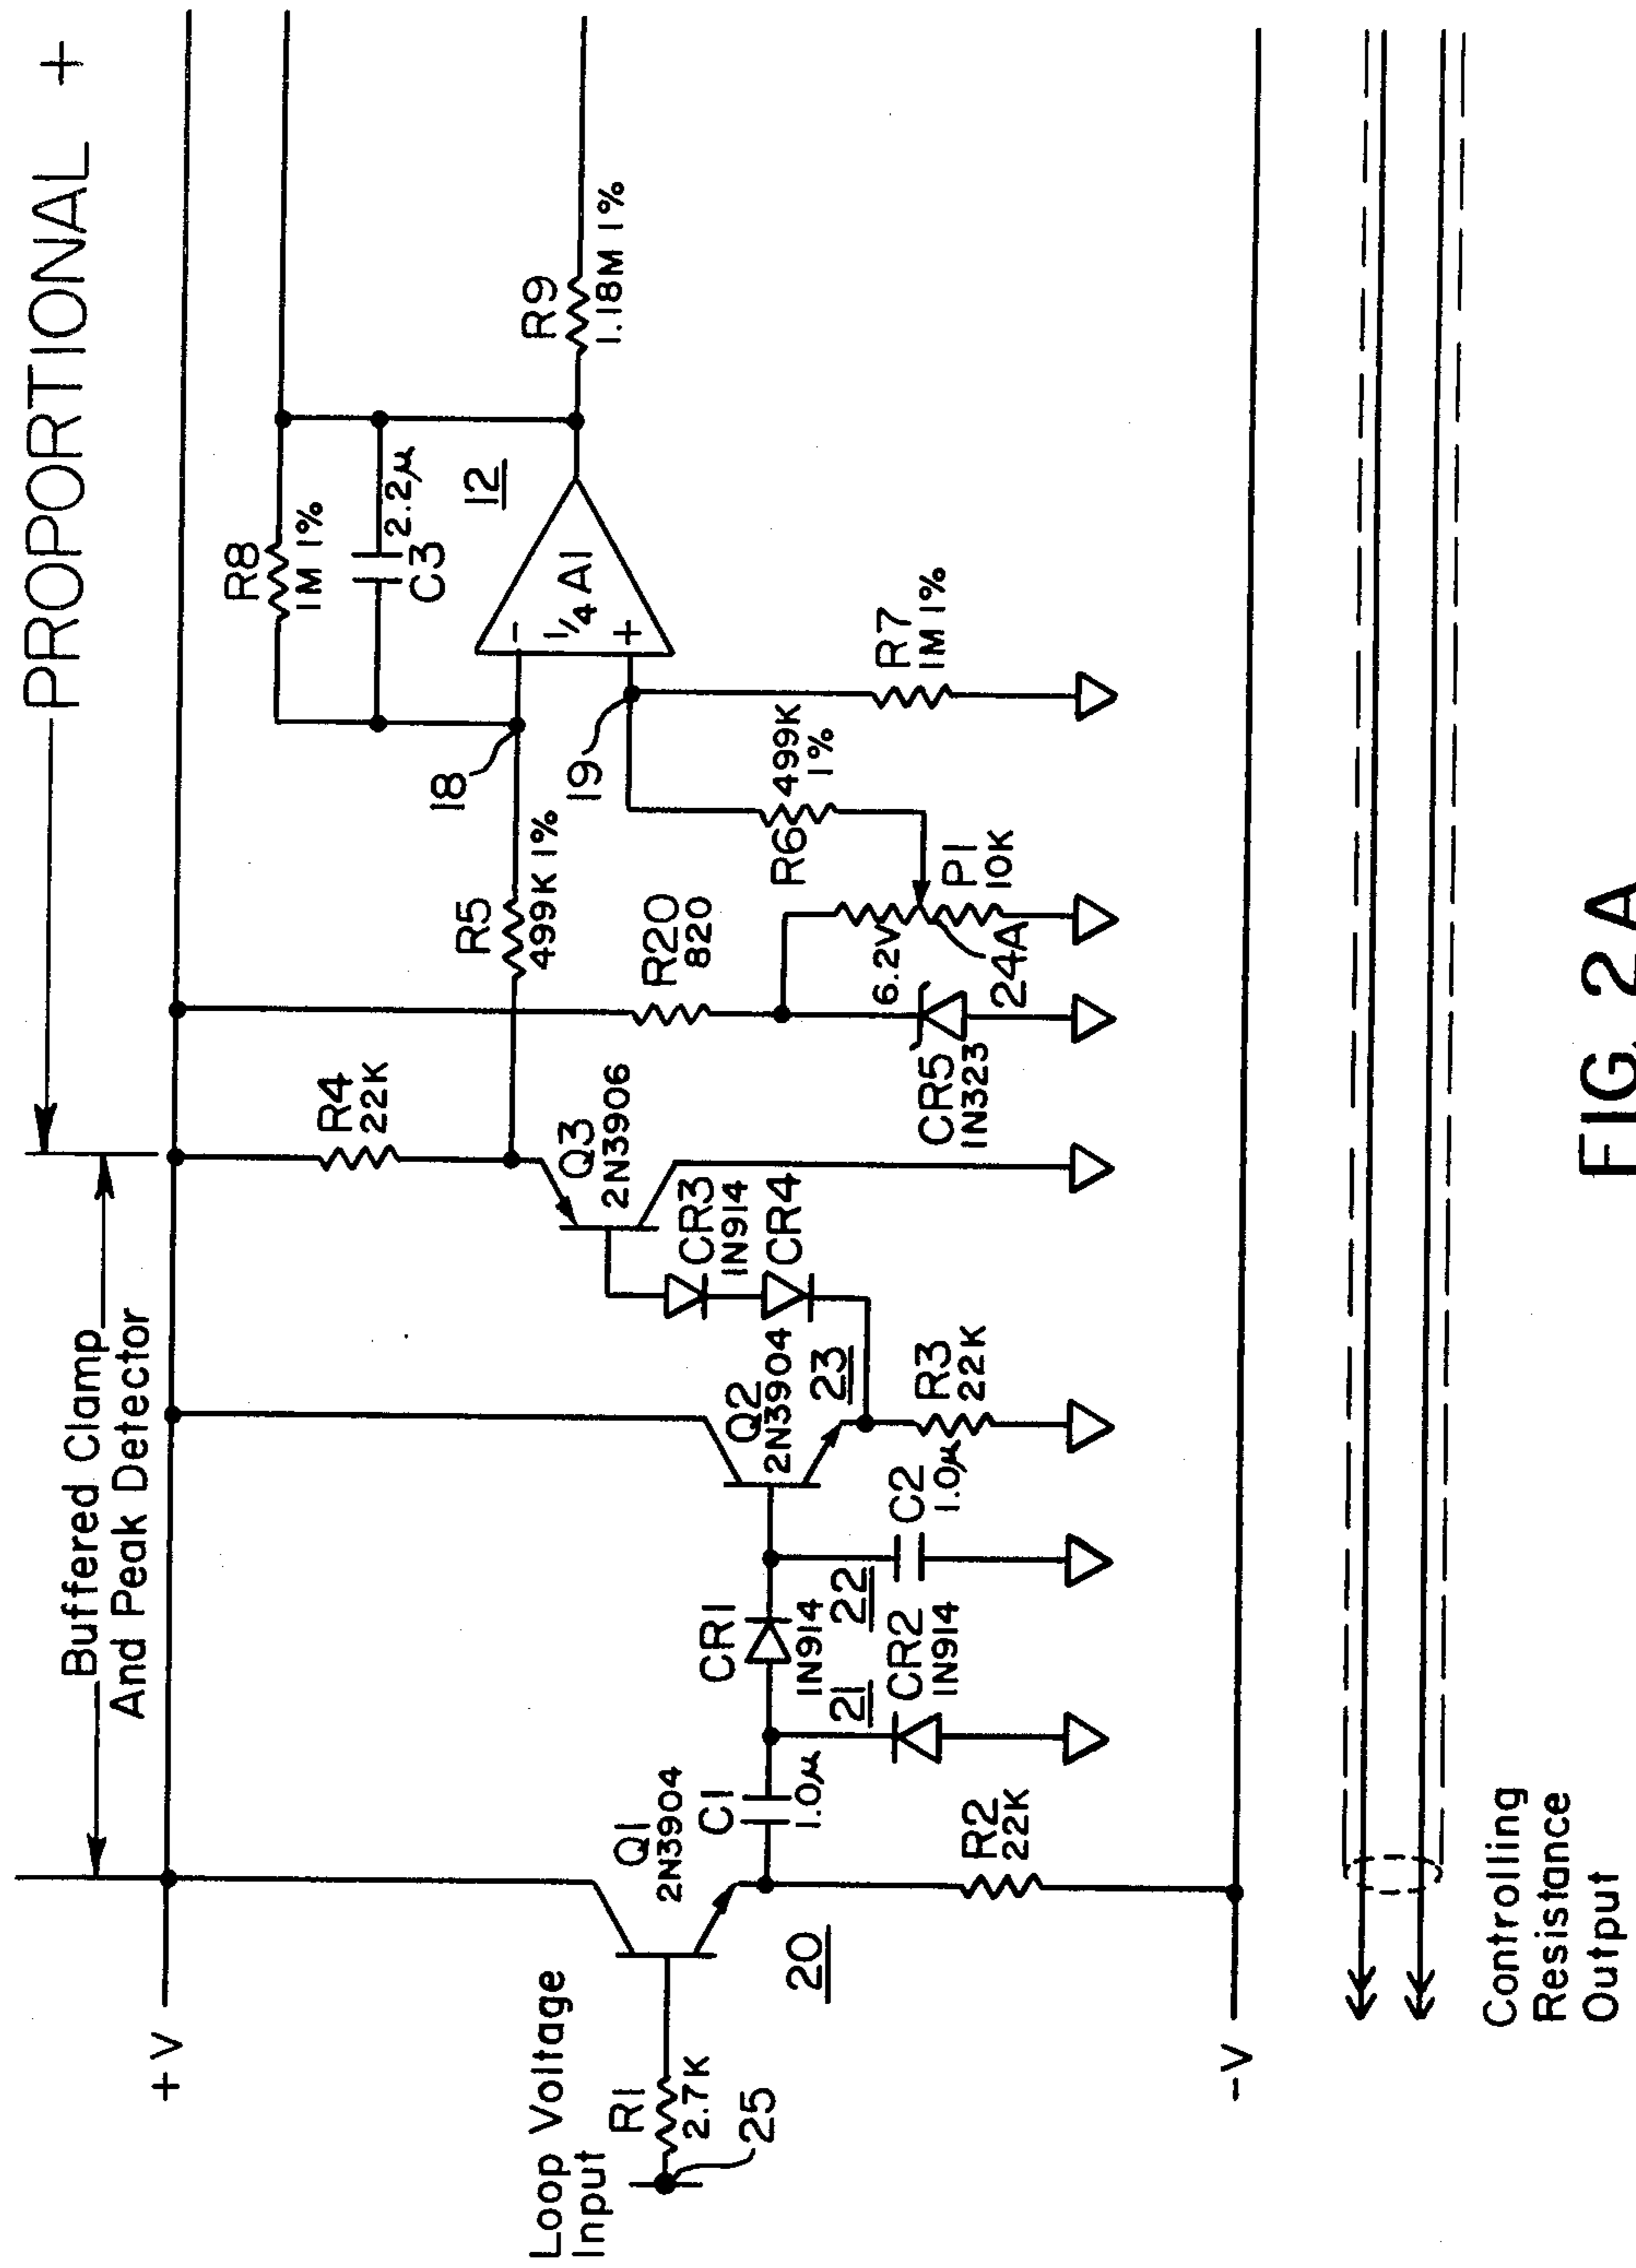 Buffered Clamp
And Peak Detector
PROPORTIONAL +
+V
Loop Voltage
Input
R1
2.7K
25
Q1
2N3904
20
C1
1.0μ
R2
22K
CR1
1N914
21
CR2
1N914
22
C2
1.0μ
Q2
2N3904
23
R3
22K
CR3
1N914
CR4
Q3
2N3906
R4
22K
R5
499K 1%
R20
820
CR5
1N323
6.2V
24A
P1
10K
R6
499K
1%
18
19
R7
1M 1%
R8
1M 1%
C3
2.2μ
12
-
1/4 A1
+
R9
1.18M 1%
-V
Controlling
Resistance
Output
FIG. 2A